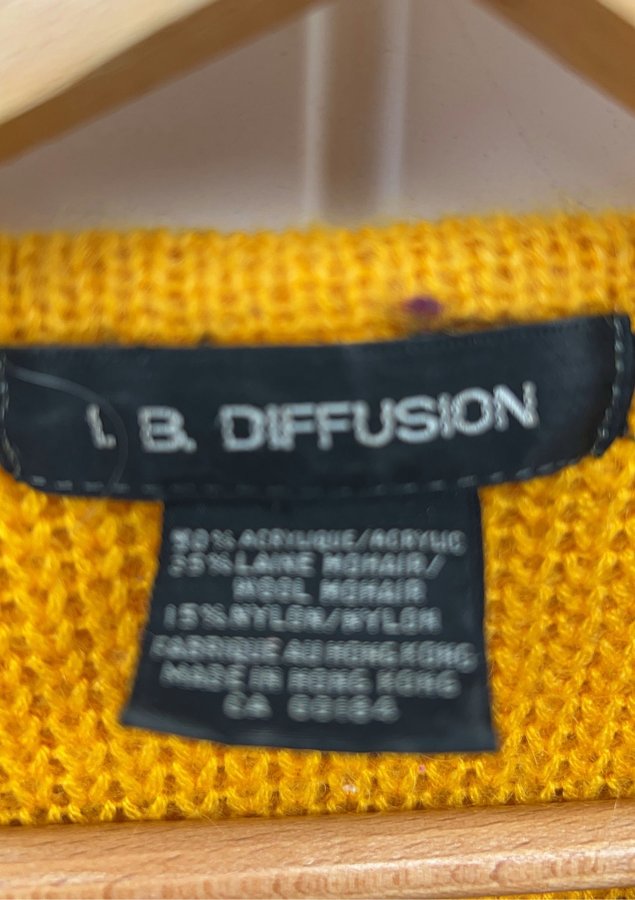 I. B. DIFFUSION
50% ACRYLIQUE/ACRYLIC
35% LAINE MOHAIR/
WOOL MOHAIR
15% NYLON/NYLON
FABRIQUE AU HONG KONG
MADE IN HONG KONG
CA